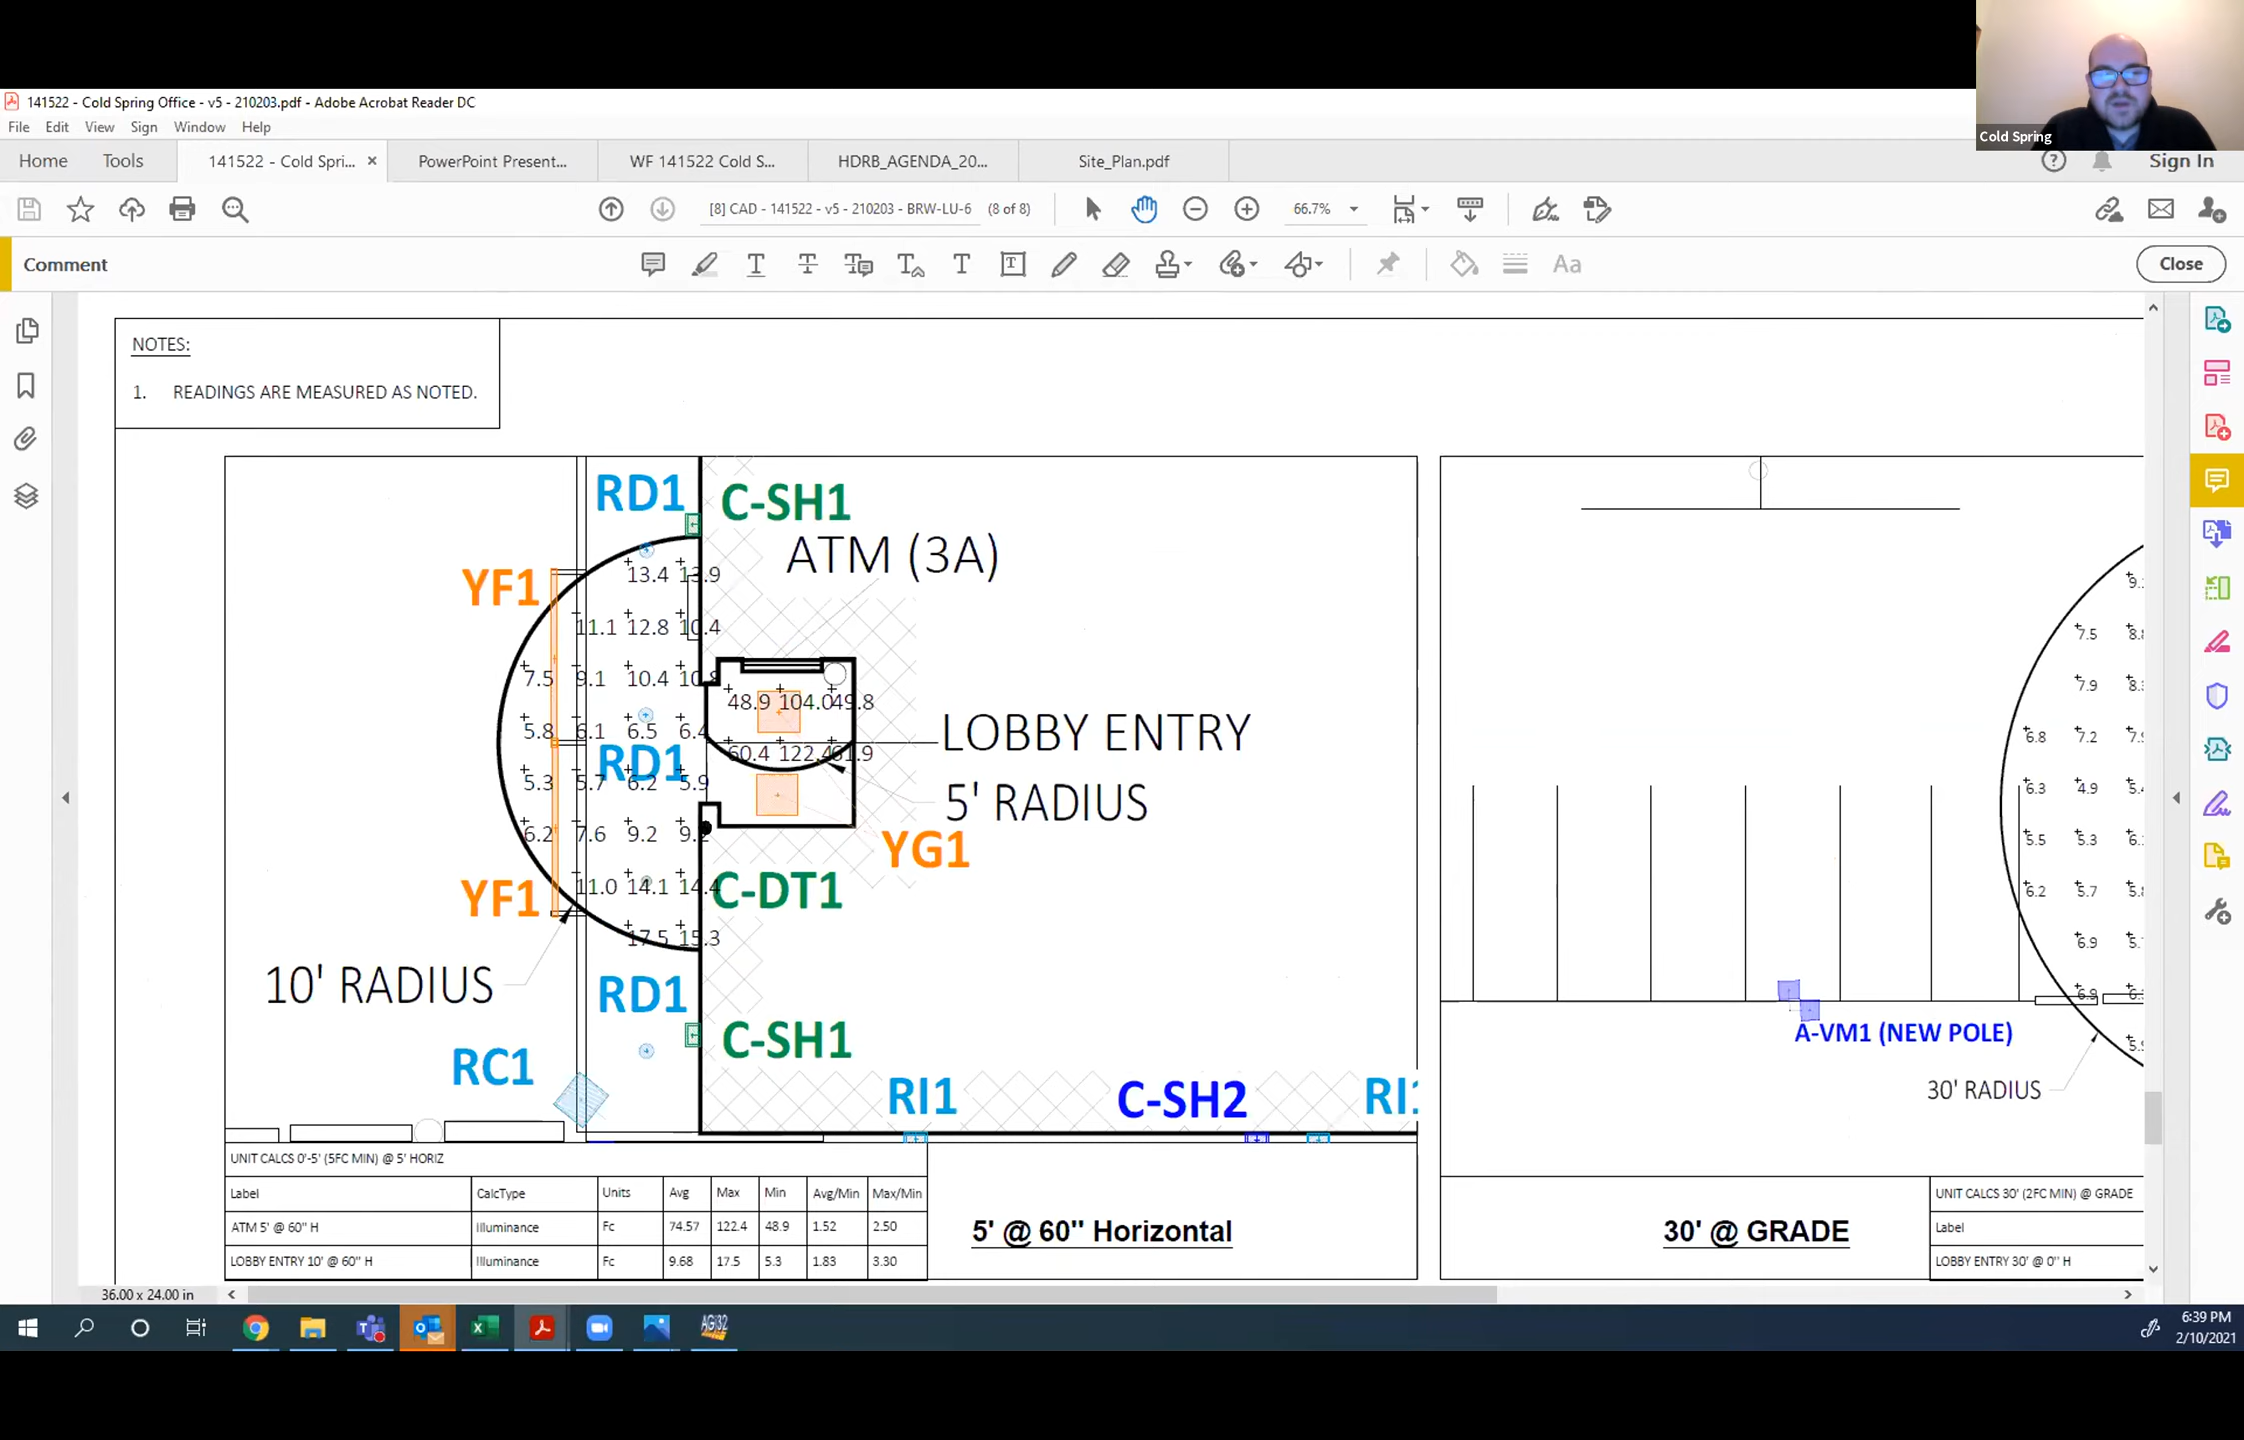 141522 - Cold Spring Office - v5 - 210203.pdf - Adobe Acrobat Reader DC
File Edit View Sign Window Help
Cold Spring
Home Tools 141522 - Cold Spri... × PowerPoint Present... WF 141522 Cold S... HDRB_AGENDA_20... Site_Plan.pdf Sign In
[8] CAD - 141522 - v5 - 210203 - BRW-LU-6 (8 of 8) 66.7%
Comment Aa Close
NOTES:
1. READINGS ARE MEASURED AS NOTED.
RD1 C-SH1
ATM (3A)
YF1
13.4 13.9
11.1 12.8 10.4
7.5 9.1 10.4
48.9 104.0 49.8
5.8 6.1 6.5 6.4
LOBBY ENTRY
60.4 122.4 61.9
RD1
5.3 5.7 6.2 5.9
5' RADIUS
6.2 7.6 9.2
YG1
YF1
11.0 14.1 14.4
C-DT1
17.5 15.3
10' RADIUS
RD1
C-SH1
RC1
RI1 C-SH2
7.5
7.9
6.8 7.2
6.3 4.9
5.5 5.3
6.2 5.7
6.9
6.9
A-VM1 (NEW POLE)
30' RADIUS
UNIT CALCS 0'-5' (5FC MIN) @ 5' HORIZ
Label CalcType Units Avg Max Min Avg/Min Max/Min
ATM 5' @ 60" H Illuminance Fc 74.57 122.4 48.9 1.52 2.50
LOBBY ENTRY 10' @ 60" H Illuminance Fc 9.68 17.5 5.3 1.83 3.30
5' @ 60" Horizontal
30' @ GRADE
UNIT CALCS 30' (2FC MIN) @ GRADE
Label
LOBBY ENTRY 30' @ 0" H
36.00 x 24.00 in
AGi32
6:39 PM
2/10/2021